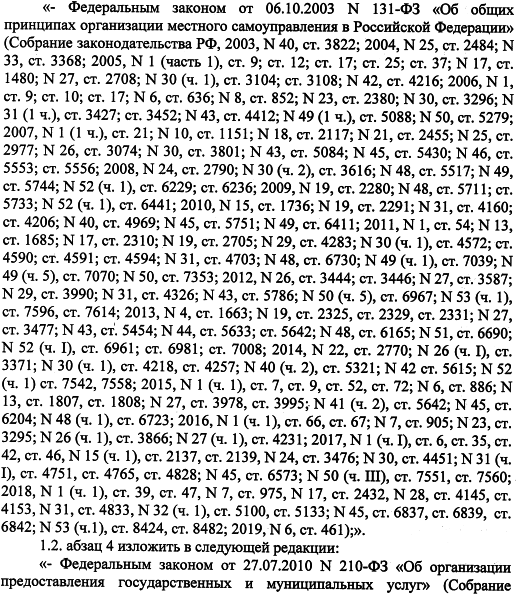 «- Федеральным законом от 06.10.2003 N 131-ФЗ «Об общих
принципах организации местного самоуправления в Российской Федерации»
(Собрание законодательства РФ, 2003, N 40, ст. 3822; 2004, N 25, ст. 2484; N
33, ст. 3368; 2005, N 1 (часть 1), ст. 9; ст. 12; ст. 17; ст. 25; ст. 37; N 17, ст.
1480; N 27, ст. 2708; N 30 (ч. 1), ст. 3104; ст. 3108; N 42, ст. 4216; 2006, N 1,
ст. 9; ст. 10; ст. 17; N 6, ст. 636; N 8, ст. 852; N 23, ст. 2380; N 30, ст. 3296; N
31 (1 ч.), ст. 3427; ст. 3452; N 43, ст. 4412; N 49 (1 ч.), ст. 5088; N 50, ст. 5279;
2007, N 1 (1 ч.), ст. 21; N 10, ст. 1151; N 18, ст. 2117; N 21, ст. 2455; N 25, ст.
2977; N 26, ст. 3074; N 30, ст. 3801; N 43, ст. 5084; N 45, ст. 5430; N 46, ст.
5553; ст. 5556; 2008, N 24, ст. 2790; N 30 (ч. 2), ст. 3616; N 48, ст. 5517; N 49,
ст. 5744; N 52 (ч. 1), ст. 6229; ст. 6236; 2009, N 19, ст. 2280; N 48, ст. 5711; ст.
5733; N 52 (ч. 1), ст. 6441; 2010, N 15, ст. 1736; N 19, ст. 2291; N 31, ст. 4160;
ст. 4206; N 40, ст. 4969; N 45, ст. 5751; N 49, ст. 6411; 2011, N 1, ст. 54; N 13,
ст. 1685; N 17, ст. 2310; N 19, ст. 2705; N 29, ст. 4283; N 30 (ч. 1), ст. 4572; ст.
4590; ст. 4591; ст. 4594; N 31, ст. 4703; N 48, ст. 6730; N 49 (ч. 1), ст. 7039; N
49 (ч. 5), ст. 7070; N 50, ст. 7353; 2012, N 26, ст. 3444; ст. 3446; N 27, ст. 3587;
N 29, ст. 3990; N 31, ст. 4326; N 43, ст. 5786; N 50 (ч. 5), ст. 6967; N 53 (ч. 1),
ст. 7596, ст. 7614; 2013, N 4, ст. 1663; N 19, ст. 2325, ст. 2329, ст. 2331; N 27,
ст. 3477; N 43, ст. 5454; N 44, ст. 5633; ст. 5642; N 48, ст. 6165; N 51, ст. 6690;
N 52 (ч. I), ст. 6961; ст. 6981; ст. 7008; 2014, N 22, ст. 2770; N 26 (ч. I), ст.
3371; N 30 (ч. 1), ст. 4218, ст. 4257; N 40 (ч. 2), ст. 5321; N 42 ст. 5615; N 52
(ч. 1) ст. 7542, 7558; 2015, N 1 (ч. 1), ст. 7, ст. 9, ст. 52, ст. 72; N 6, ст. 886; N
13, ст. 1807, ст. 1808; N 27, ст. 3978, ст. 3995; N 41 (ч. 2), ст. 5642; N 45, ст.
6204; N 48 (ч. 1), ст. 6723; 2016, N 1 (ч. 1), ст. 66, ст. 67; N 7, ст. 905; N 23, ст.
3295; N 26 (ч. 1), ст. 3866; N 27 (ч. 1), ст. 4231; 2017, N 1 (ч. I), ст. 6, ст. 35, ст.
42, ст. 46, N 15 (ч. 1), ст. 2137, ст. 2139, N 24, ст. 3476; N 30, ст. 4451; N 31 (ч.
I), ст. 4751, ст. 4765, ст. 4828; N 45, ст. 6573; N 50 (ч. III), ст. 7551, ст. 7560;
2018, N 1 (ч. 1), ст. 39, ст. 47, N 7, ст. 975, N 17, ст. 2432, N 28, ст. 4145, ст.
4153, N 31, ст. 4833, N 32 (ч. 1), ст. 5100, ст. 5133; N 45, ст. 6837, ст. 6839, ст.
6842; N 53 (ч.1), ст. 8424, ст. 8482; 2019, N 6, ст. 461);».
1.2. абзац 4 изложить в следующей редакции:
«- Федеральным законом от 27.07.2010 N 210-ФЗ «Об организации
предоставления государственных и муниципальных услуг» (Собрание